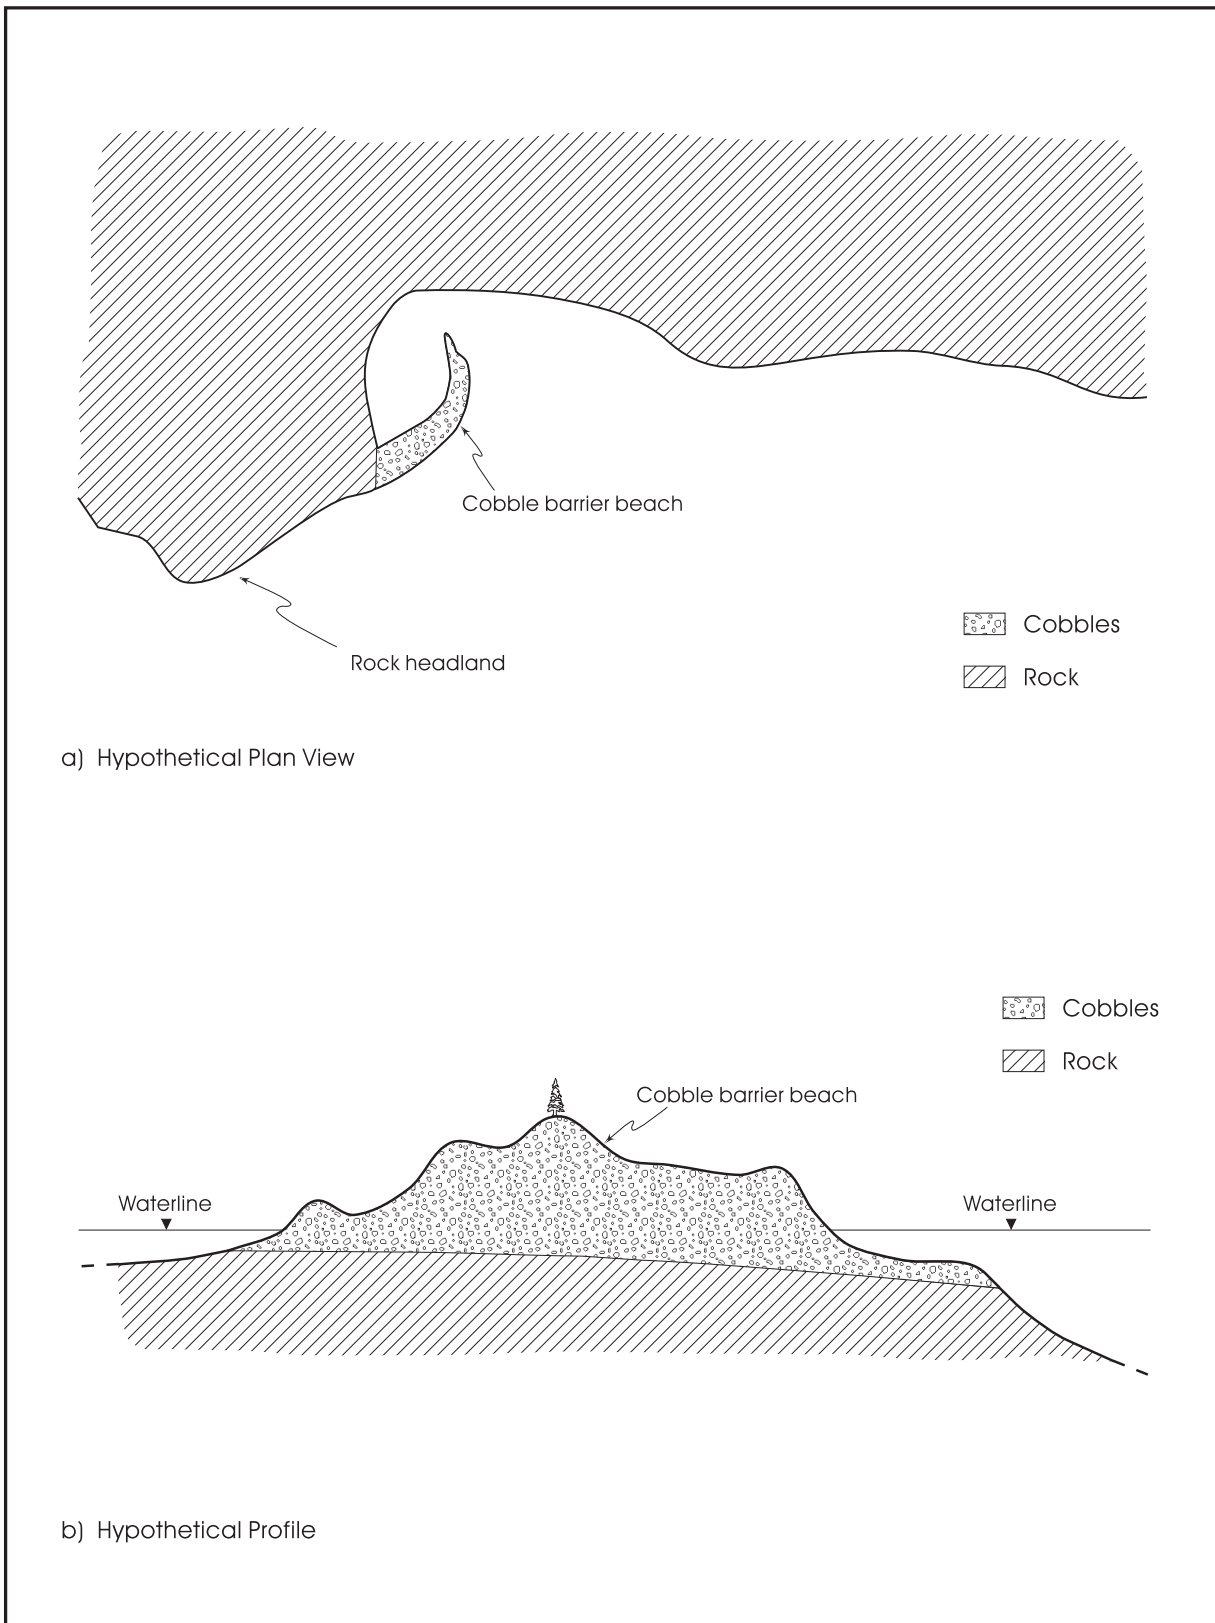 Cobble barrier beach
Rock headland
Cobbles
Rock
a) Hypothetical Plan View
Cobbles
Rock
Cobble barrier beach
Waterline
Waterline
b) Hypothetical Profile